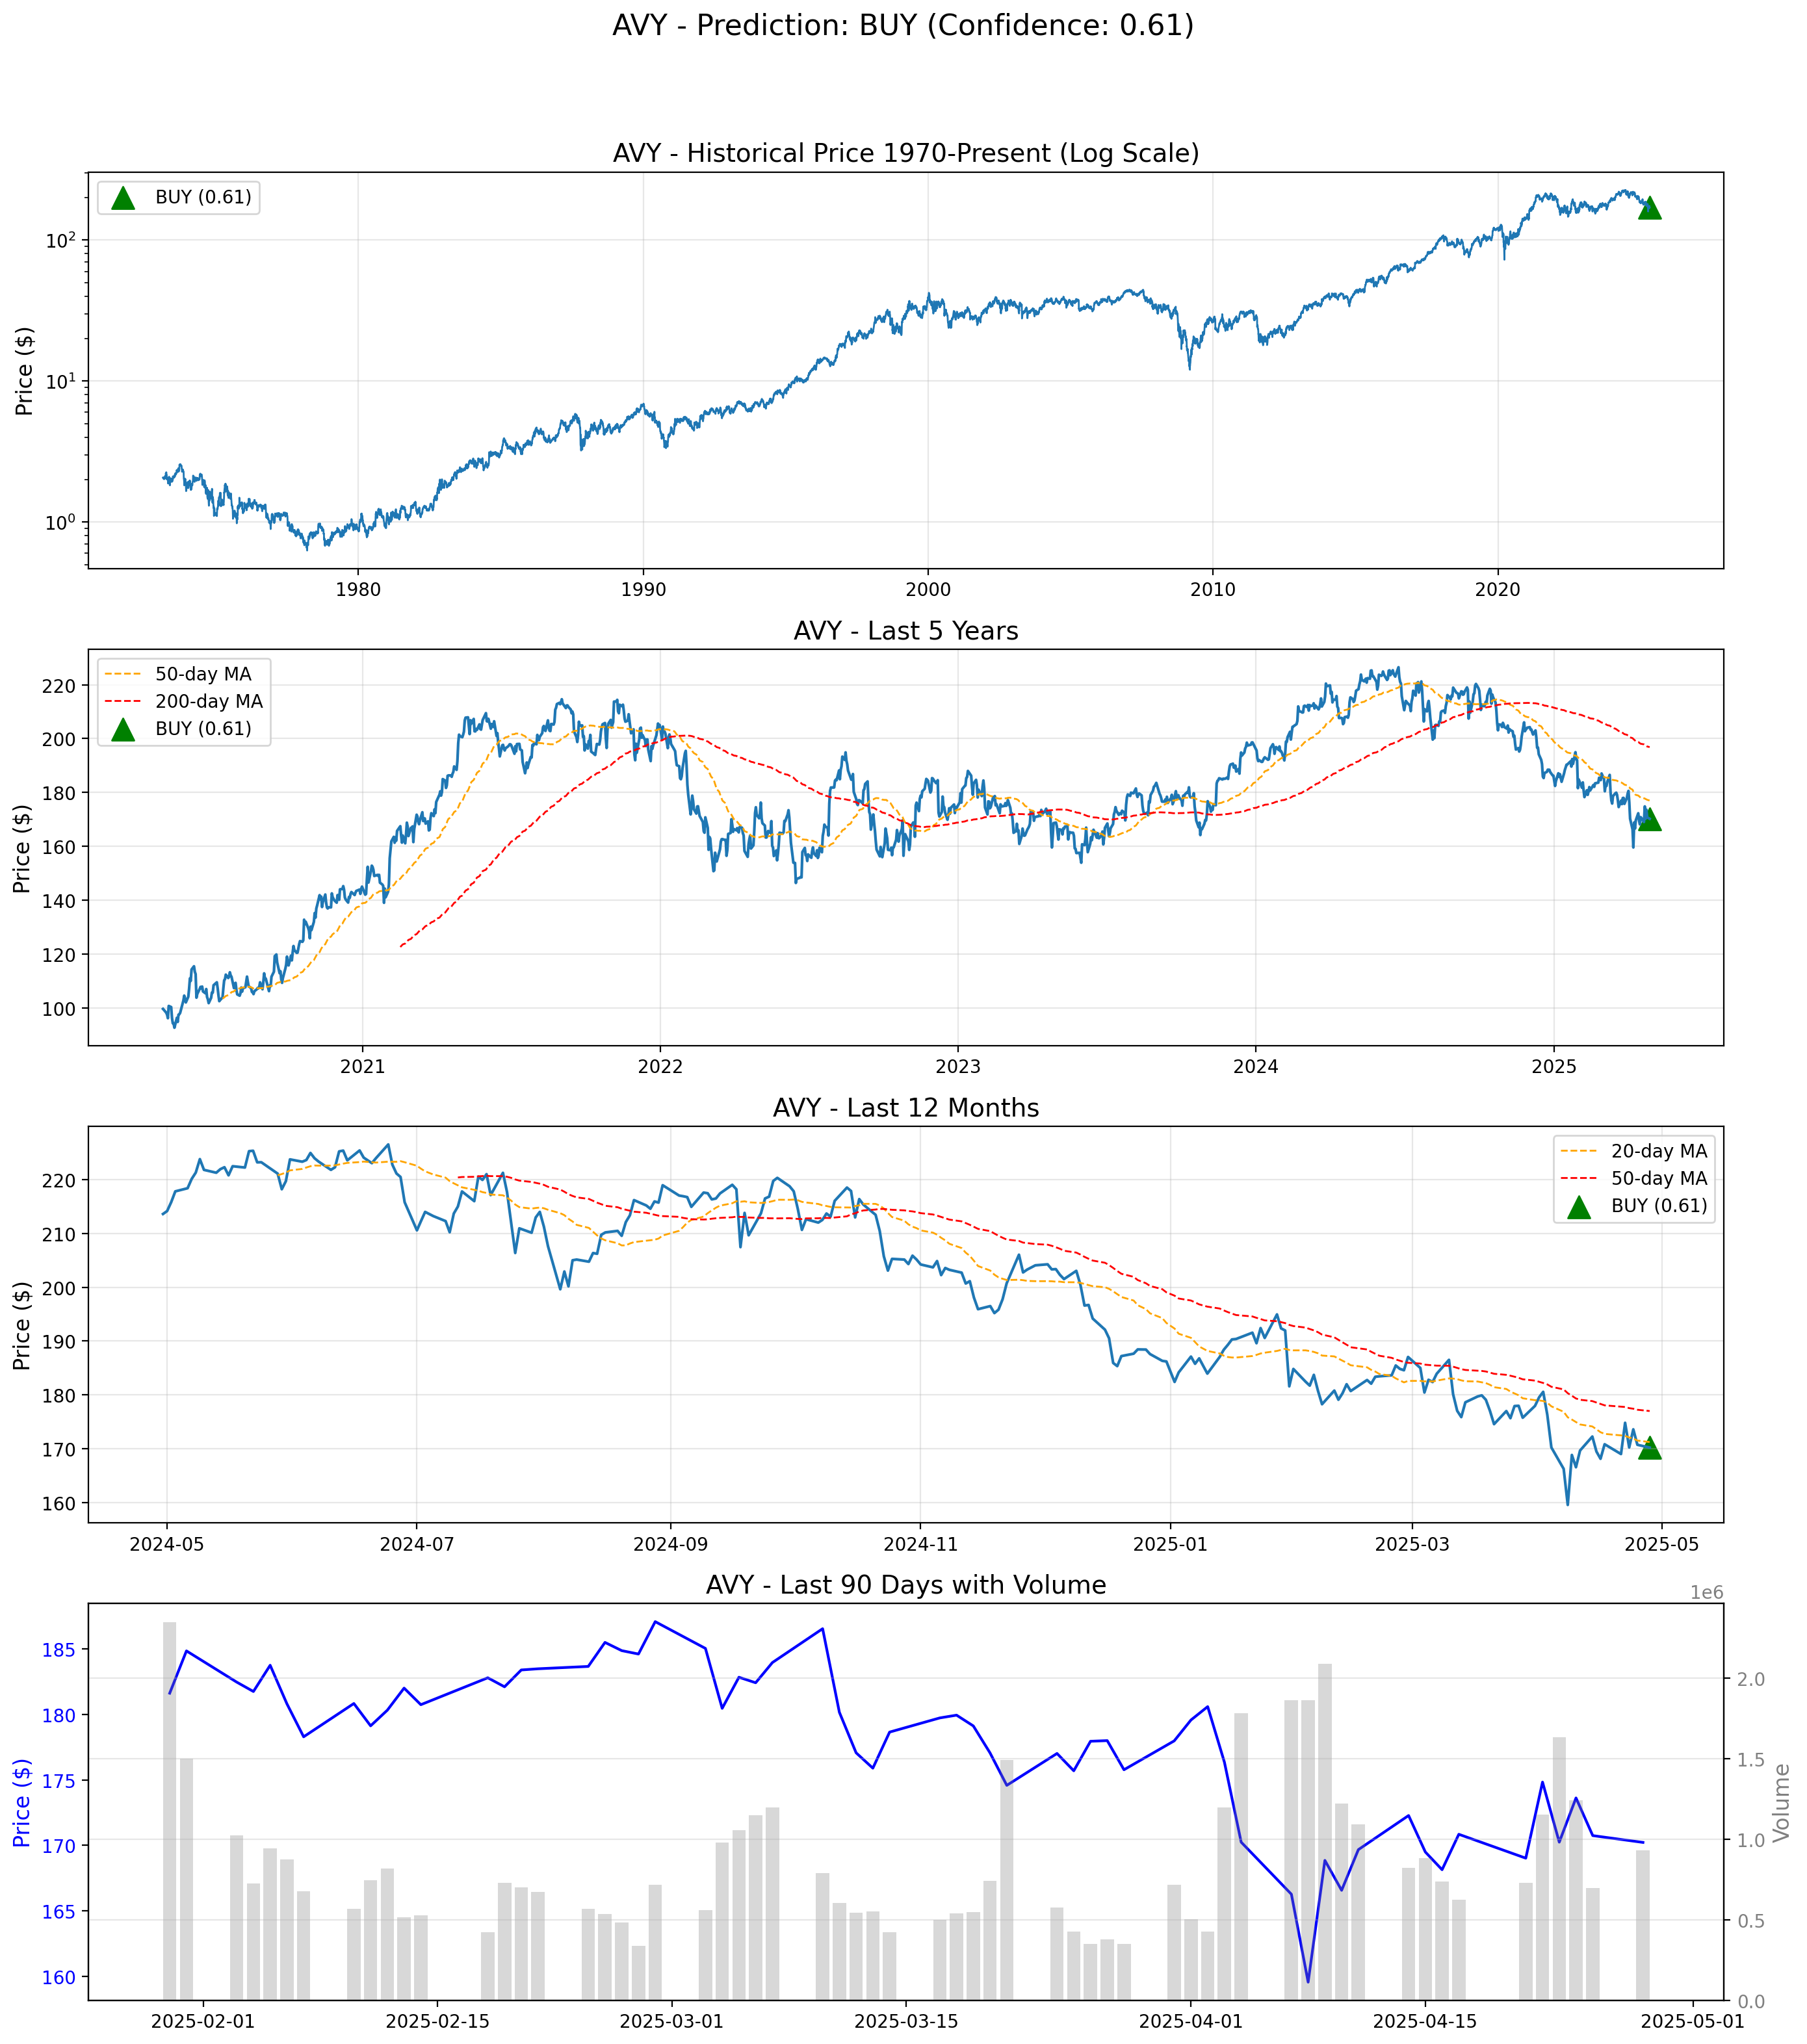 AVY - Prediction: BUY (Confidence: 0.61)
AVY - Historical Price 1970-Present (Log Scale)
BUY (0.61)
Price ($)
10²
10¹
10⁰
1980 1990 2000 2010 2020
AVY - Last 5 Years
50-day MA
200-day MA
BUY (0.61)
Price ($)
220
200
180
160
140
120
100
2021 2022 2023 2024 2025
AVY - Last 12 Months
20-day MA
50-day MA
BUY (0.61)
Price ($)
220
210
200
190
180
170
160
2024-05 2024-07 2024-09 2024-11 2025-01 2025-03 2025-05
AVY - Last 90 Days with Volume
1e6
Price ($)
185
180
175
170
165
160
Volume
2.0
1.5
1.0
0.5
0.0
2025-02-01 2025-02-15 2025-03-01 2025-03-15 2025-04-01 2025-04-15 2025-05-01